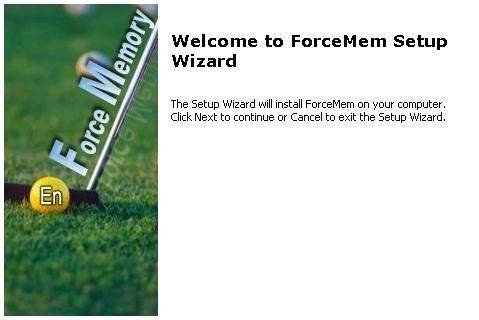 Force Memory
En
Welcome to ForceMem Setup
Wizard
The Setup Wizard will install ForceMem on your computer.
Click Next to continue or Cancel to exit the Setup Wizard.